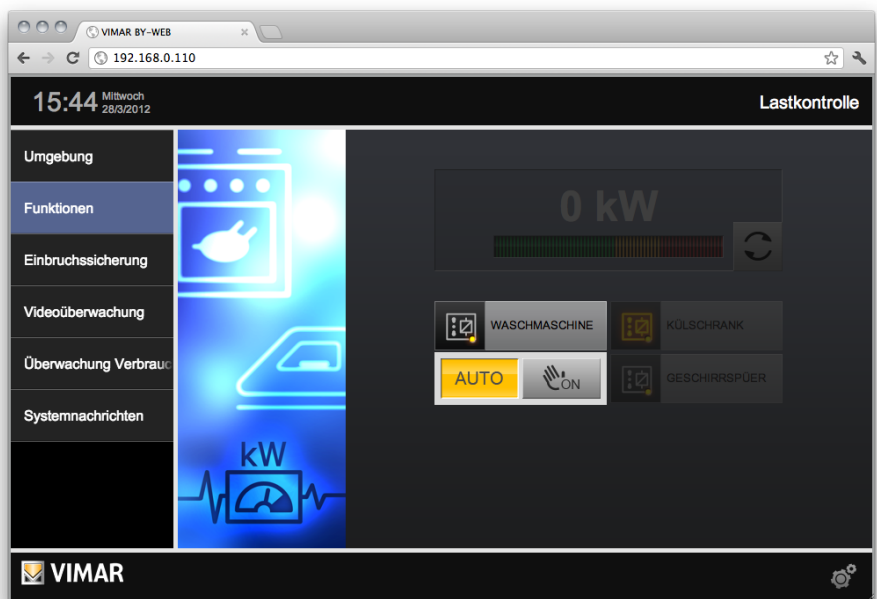 VIMAR BY-WEB
192.168.0.110
15:44 Mittwoch
28/3/2012
Lastkontrolle
Umgebung
Funktionen
Einbruchssicherung
Videoüberwachung
Überwachung Verbrauc
Systemnachrichten
kW
0 kW
WASCHMASCHINE
KÜLSCHRANK
AUTO
ON
GESCHIRRSPÜER
VIMAR